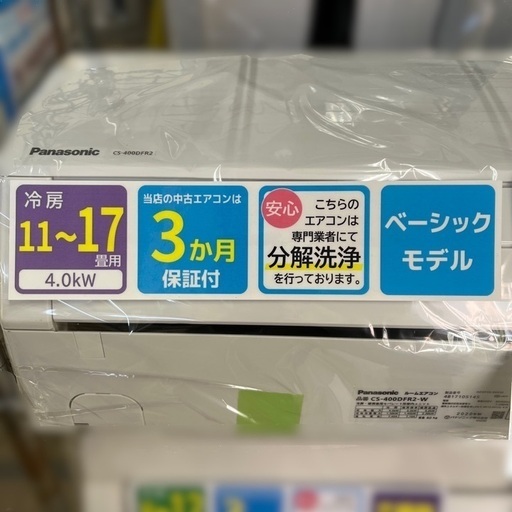 Panasonic CS-400DFR2
冷房
11～17
畳用
4.0kW
当店の中古エアコンは
3か月
保証付
安心
こちらの
エアコンは
専門業者にて
分解洗浄
を行っております。
ベーシック
モデル
Panasonic ルームエアコン
品番 CS-400DFR2-W